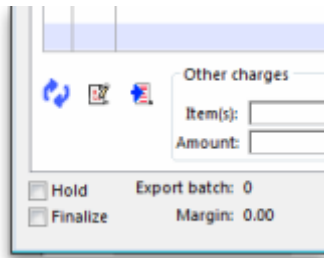 Other charges
Item(s):
Amount:
Hold Export batch: 0
Finalize Margin: 0.00